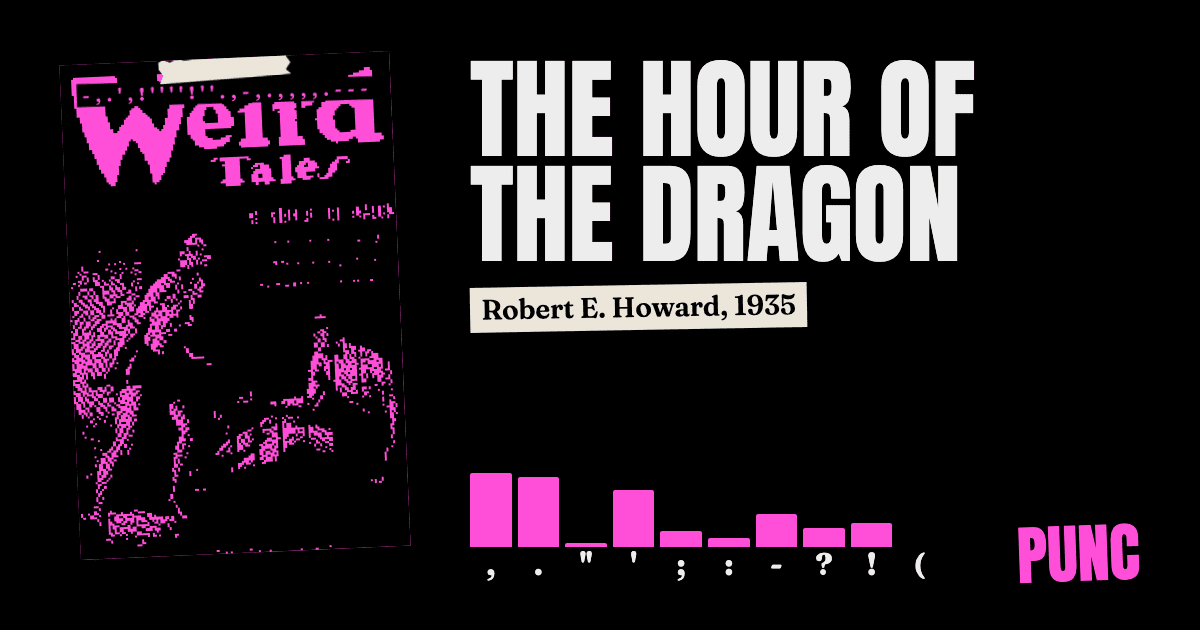 Weird
Tales
THE HOUR OF
THE DRAGON
Robert E. Howard, 1935
, . " ' ; : - ? ! (
PUNC